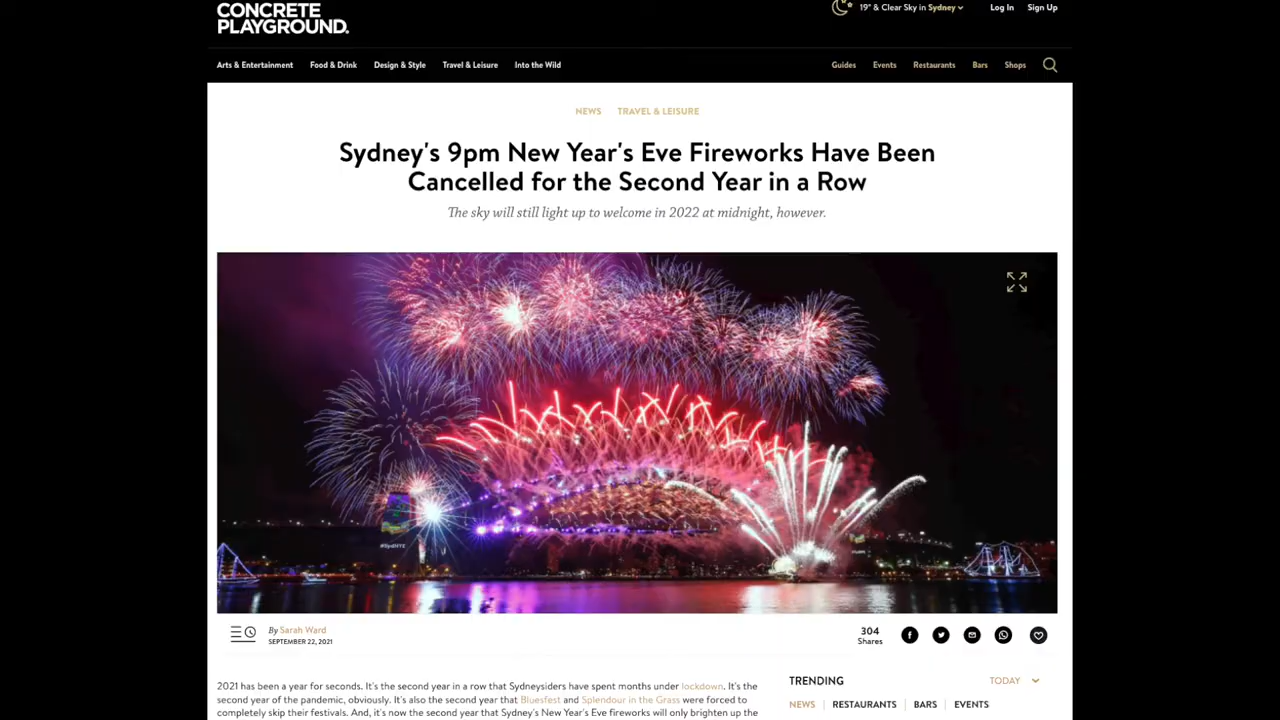 CONCRETE
PLAYGROUND.
19° & Clear Sky in Sydney
Log In
Sign Up
Arts & Entertainment
Food & Drink
Design & Style
Travel & Leisure
Into the Wild
Guides
Events
Restaurants
Bars
Shops
NEWS
TRAVEL & LEISURE
Sydney's 9pm New Year's Eve Fireworks Have Been
Cancelled for the Second Year in a Row
The sky will still light up to welcome in 2022 at midnight, however.
#SydNYE
By Sarah Ward
SEPTEMBER 22, 2021
304
Shares
2021 has been a year for seconds. It's the second year in a row that Sydneysiders have spent months under lockdown. It's the
second year of the pandemic, obviously. It's also the second year that Bluesfest and Splendour in the Grass were forced to
completely skip their festivals. And, it's now the second year that Sydney's New Year's Eve fireworks will only brighten up the
TRENDING
TODAY
NEWS
RESTAURANTS
BARS
EVENTS